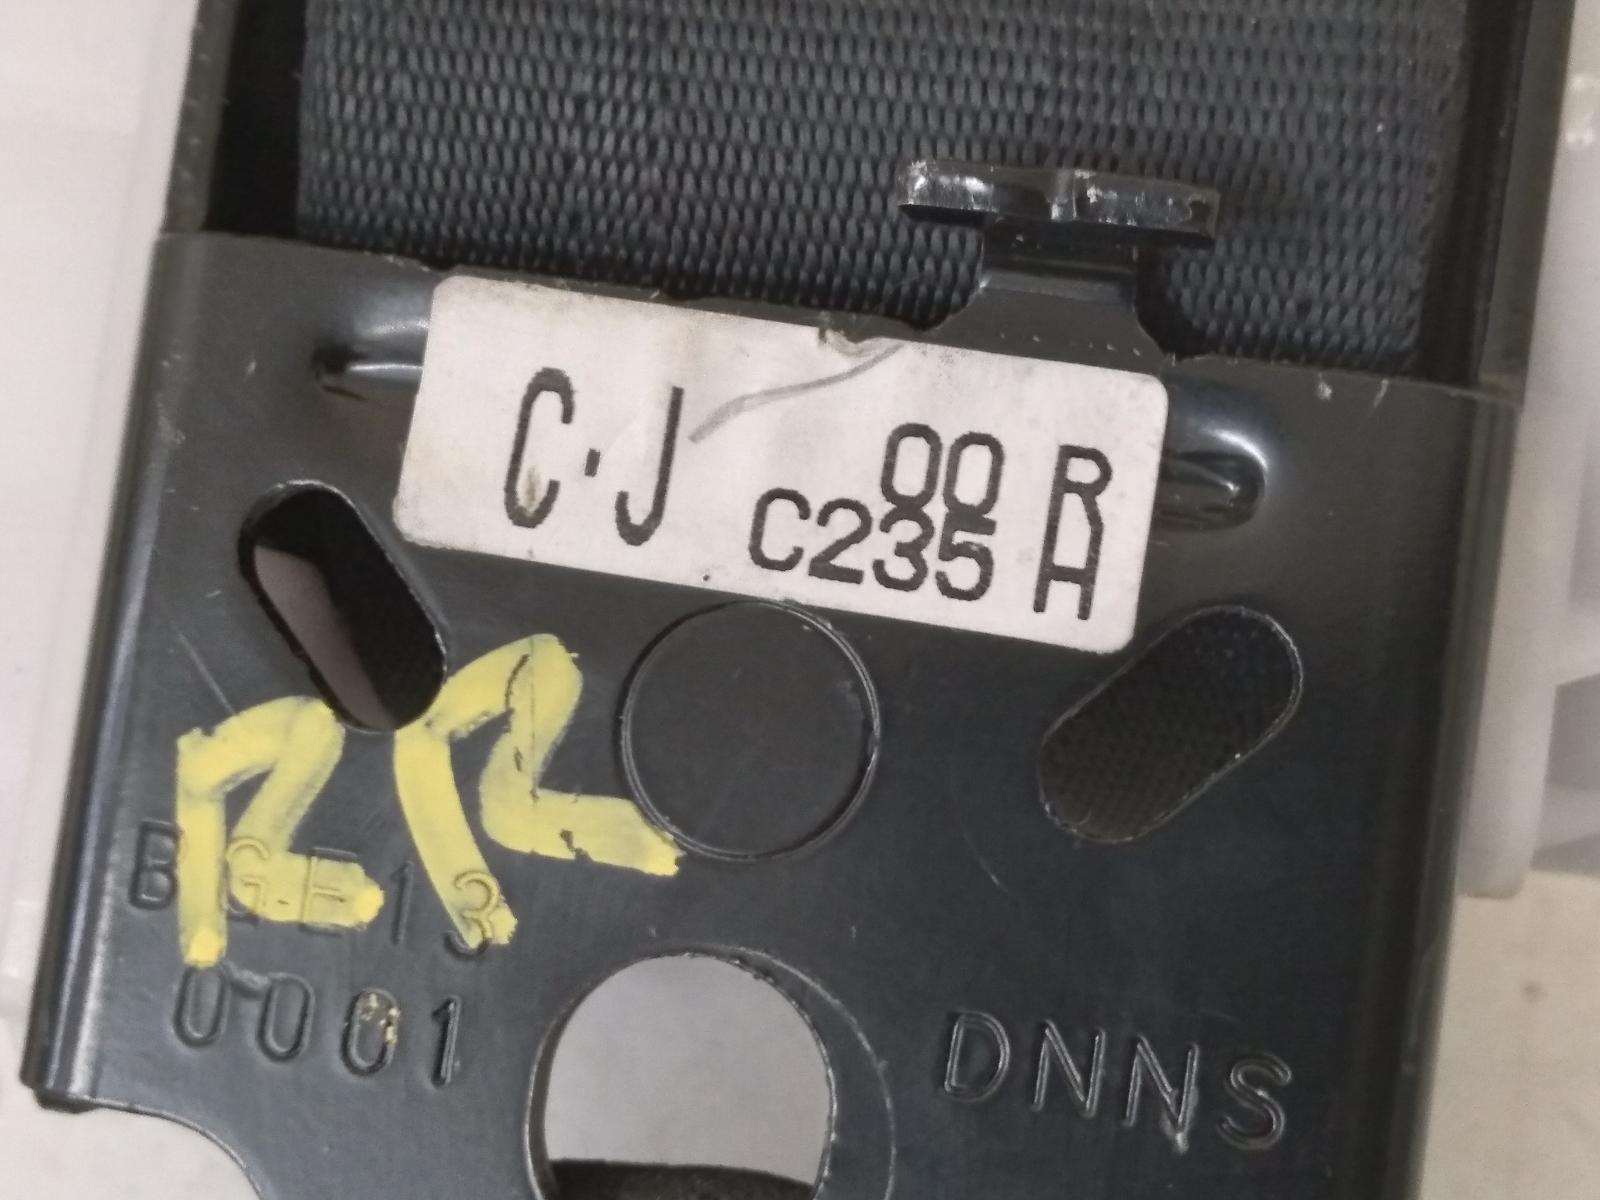 C·J 00 R
C235 H
RR
BGE13
0001
DNNS